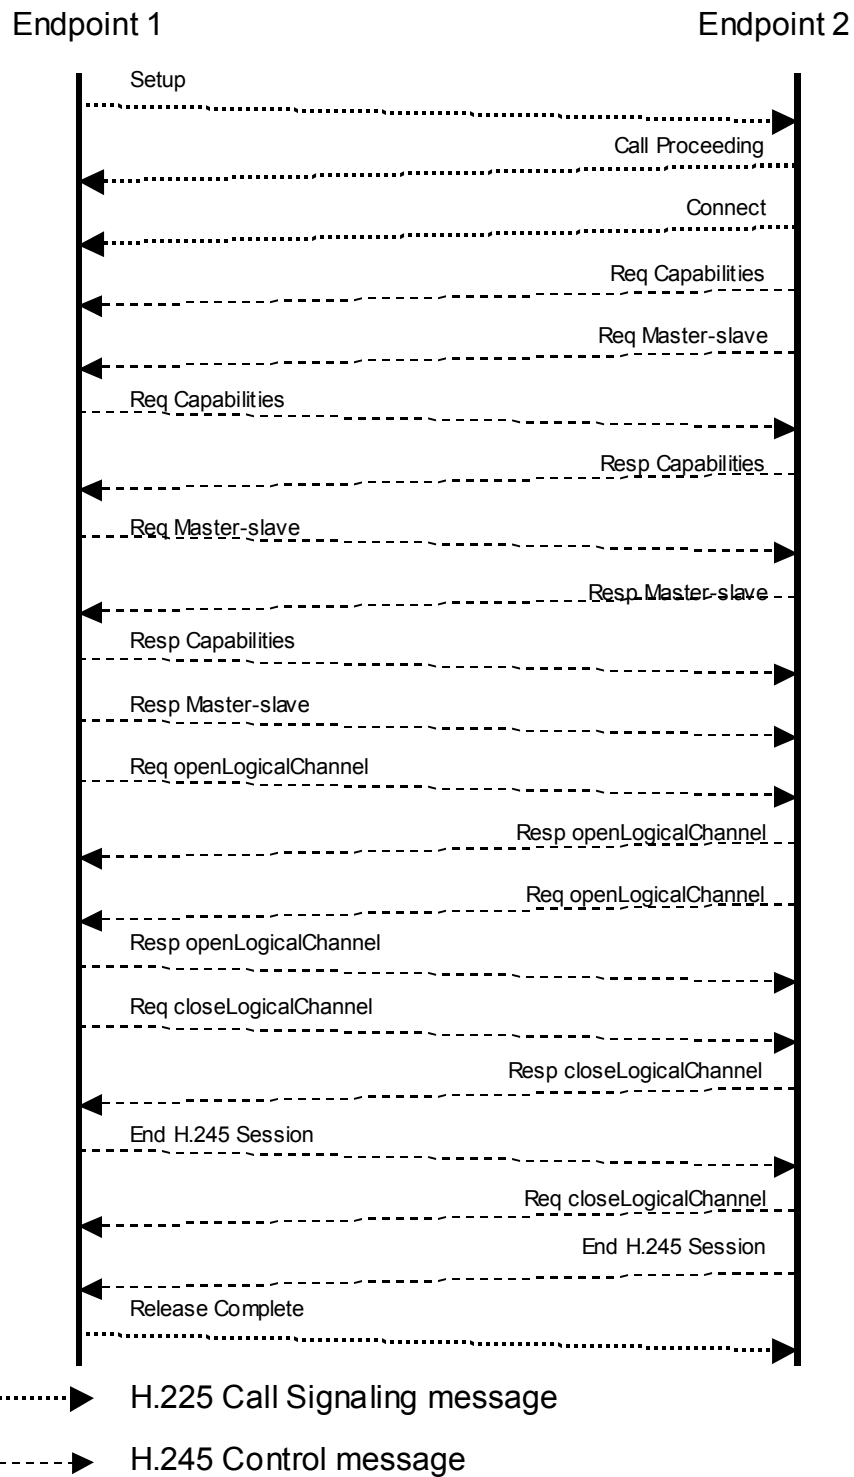 Endpoint 1
Endpoint 2
Setup
Call Proceeding
Connect
Req Capabilities
Req Master-slave
Req Capabilities
Resp Capabilities
Req Master-slave
Resp Master-slave
Resp Capabilities
Resp Master-slave
Req openLogicalChannel
Resp openLogicalChannel
Req openLogicalChannel
Resp openLogicalChannel
Req closeLogicalChannel
Resp closeLogicalChannel
End H.245 Session
Req closeLogicalChannel
End H.245 Session
Release Complete
H.225 Call Signaling message
H.245 Control message